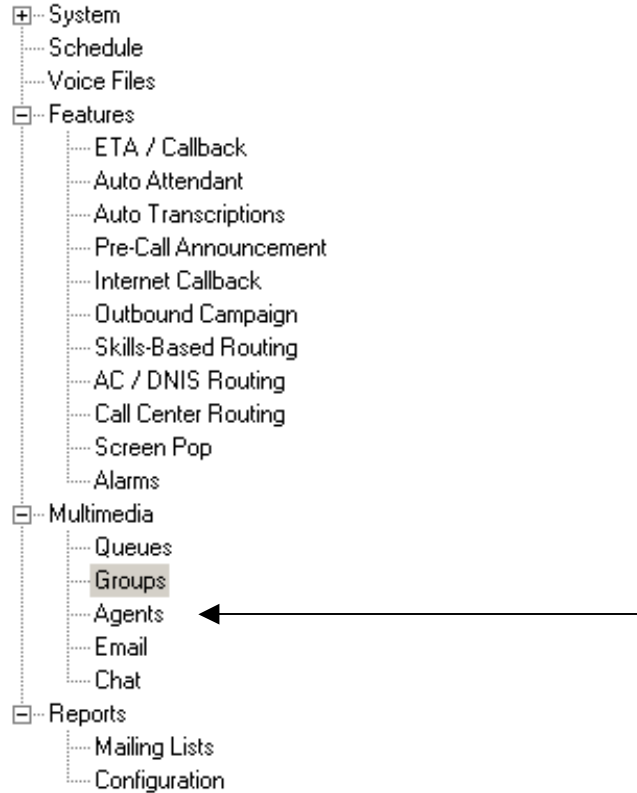 System
Schedule
Voice Files
Features
ETA / Callback
Auto Attendant
Auto Transcriptions
Pre-Call Announcement
Internet Callback
Outbound Campaign
Skills-Based Routing
AC / DNIS Routing
Call Center Routing
Screen Pop
Alarms
Multimedia
Queues
Groups
Agents
Email
Chat
Reports
Mailing Lists
Configuration